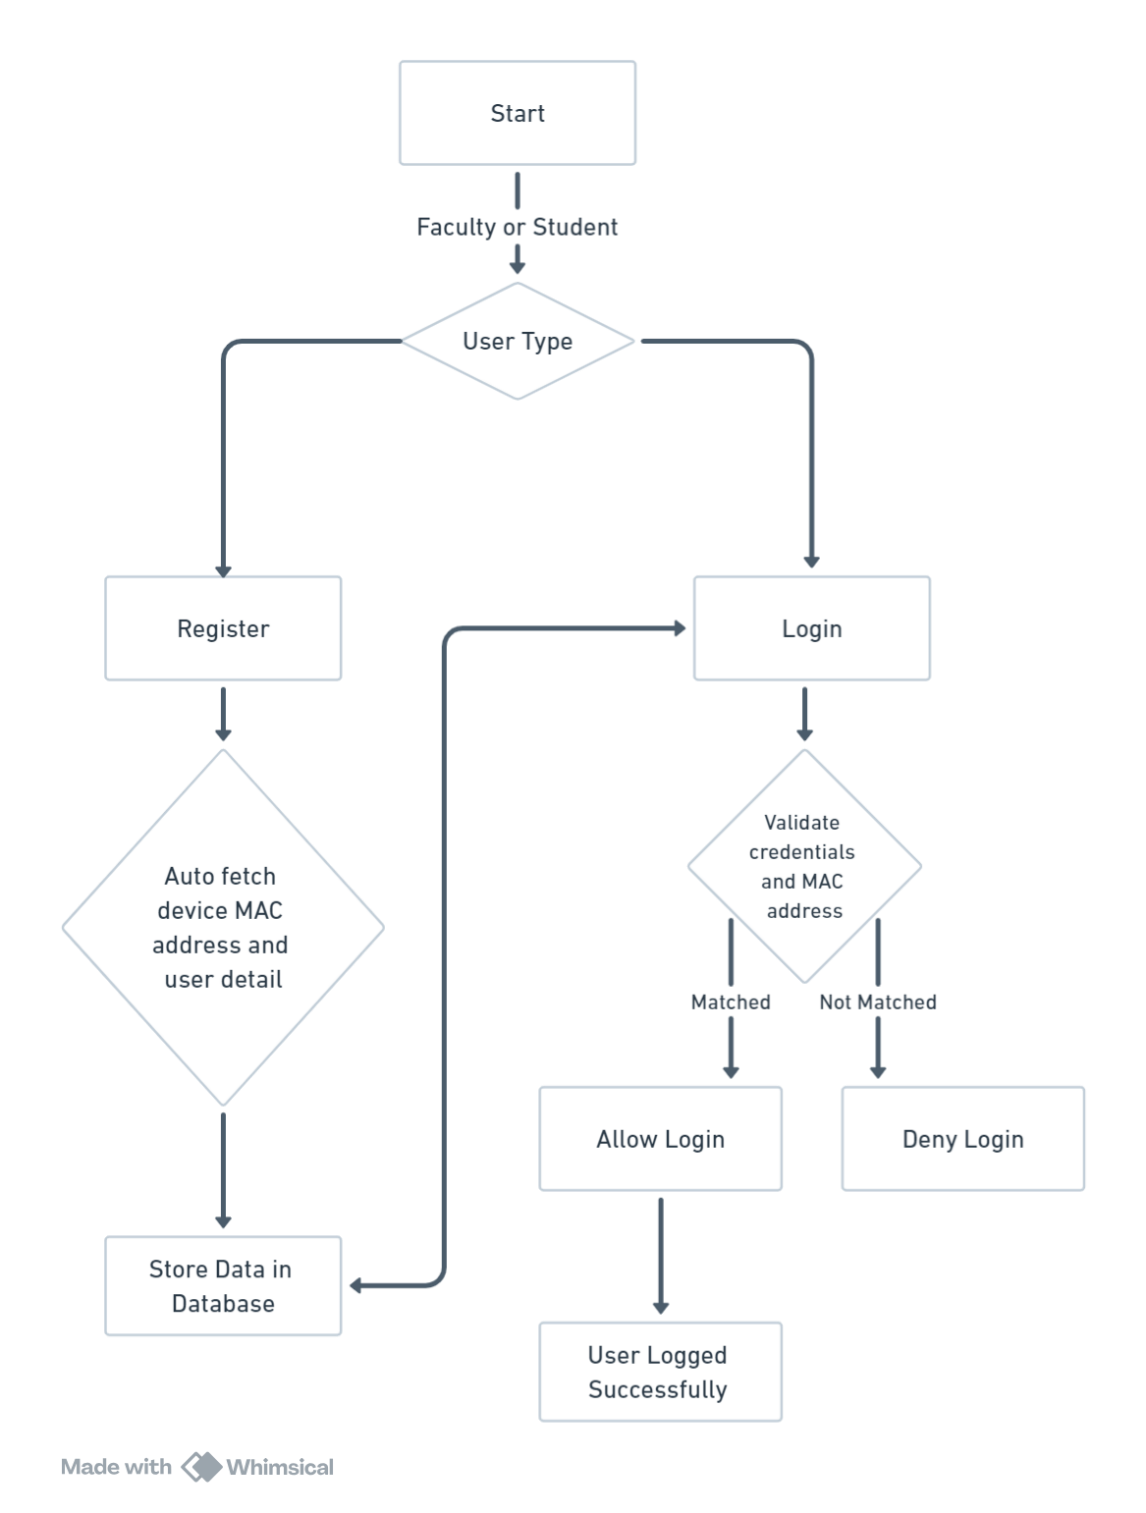 Start
Faculty or Student
User Type
Register
Login
Auto fetch
device MAC
address and
user detail
Validate
credentials
and MAC
address
Matched
Not Matched
Allow Login
Deny Login
Store Data in
Database
User Logged
Successfully
Made with Whimsical